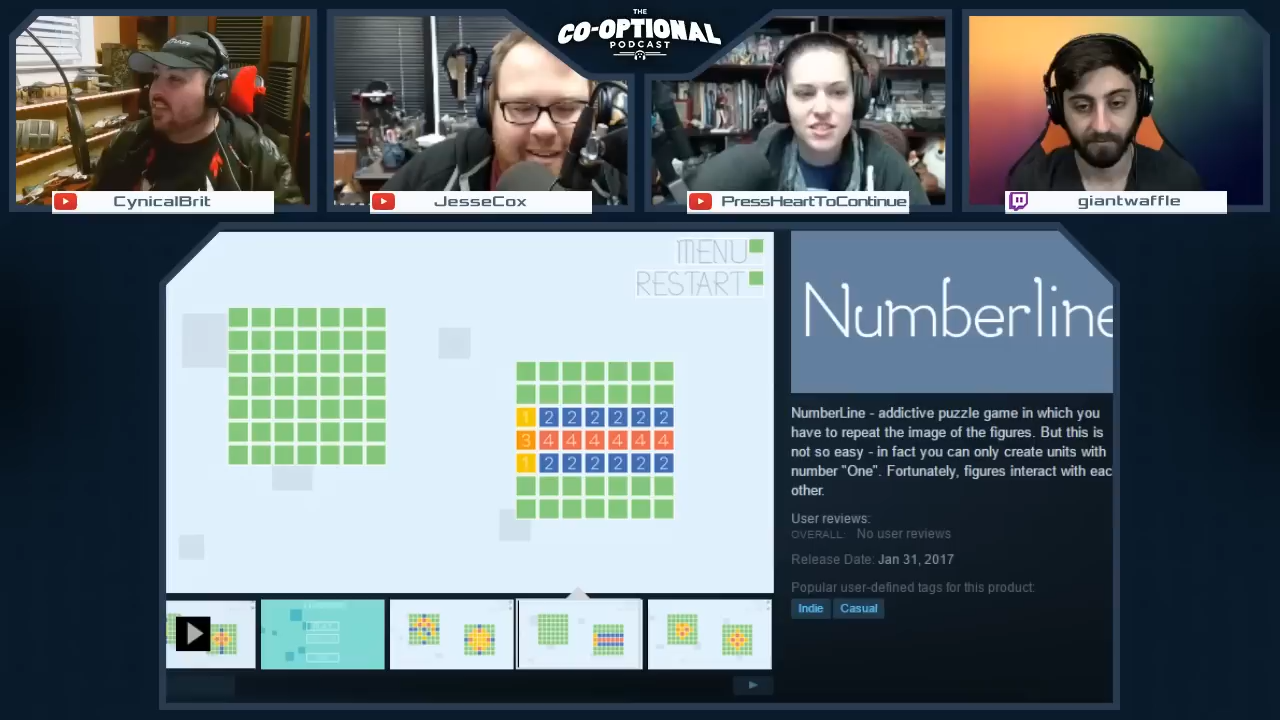 THE
CO-OPTIONAL
PODCAST
CynicalBrit
JesseCox
PressHeartToContinue
giantwaffle
MENU
RESTART
1 2 2 2 2 2 2
3 4 4 4 4 4 4
1 2 2 2 2 2 2
Numberline
NumberLine - addictive puzzle game in which you
have to repeat the image of the figures. But this is
not so easy - in fact you can only create units with
number "One". Fortunately, figures interact with eac
other.
User reviews:
OVERALL: No user reviews
Release Date: Jan 31, 2017
Popular user-defined tags for this product:
Indie Casual